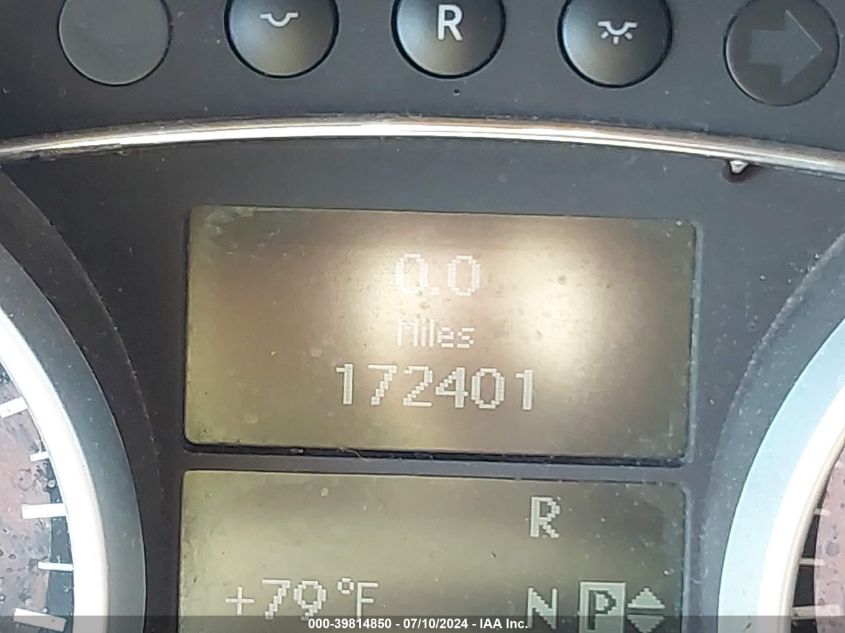 R
0.0
Miles
172401
R
+79°F
N P
000-39814850 - 07/10/2024 - IAA Inc.